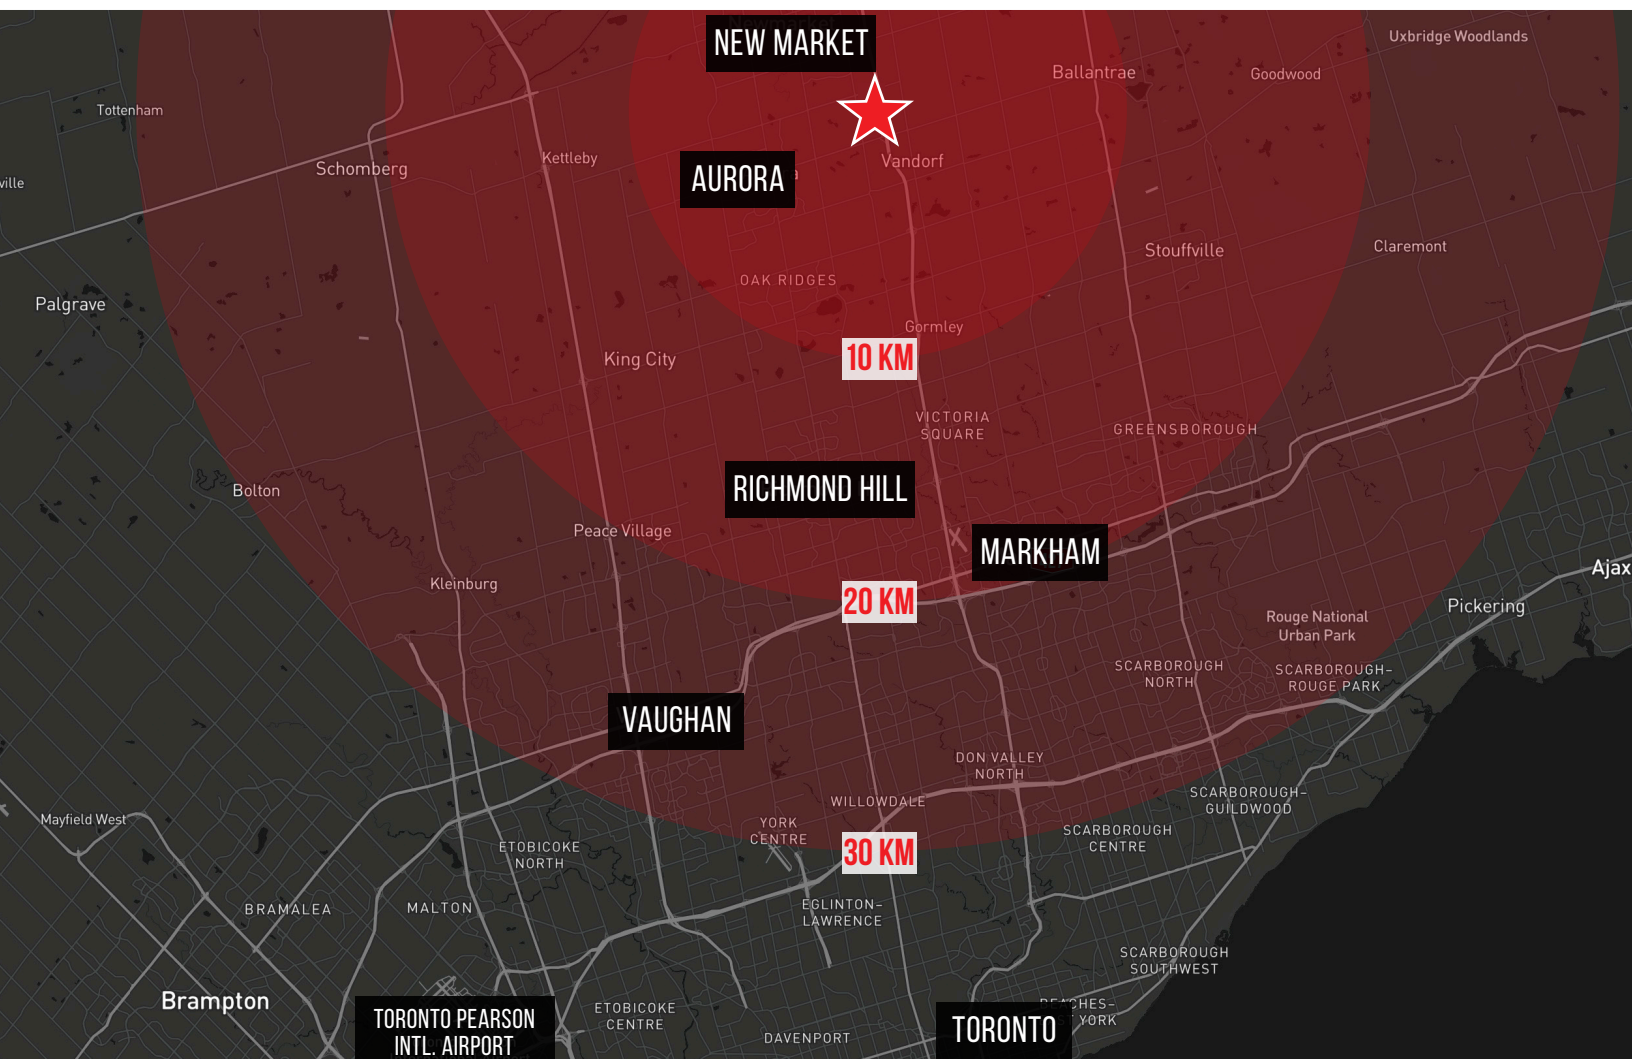 Newmarket
NEW MARKET
Uxbridge Woodlands
Ballantrae
Goodwood
Tottenham
Kettleby
Vandorf
Schomberg
AURORA
a
ville
Stouffville
Claremont
OAK RIDGES
Palgrave
Gormley
King City
10 KM
VICTORIA
SQUARE
GREENSBOROUGH
RICHMOND HILL
Bolton
Peace Village
MARKHAM
Ajax
Kleinburg
20 KM
Pickering
Rouge National
Urban Park
SCARBOROUGH
NORTH
SCARBOROUGH-
ROUGE PARK
VAUGHAN
DON VALLEY
NORTH
WILLOWDALE
SCARBOROUGH-
GUILDWOOD
Mayfield West
YORK
CENTRE
SCARBOROUGH
CENTRE
ETOBICOKE
NORTH
30 KM
BRAMALEA
MALTON
EGLINTON-
LAWRENCE
SCARBOROUGH
SOUTHWEST
Brampton
ETOBICOKE
CENTRE
BEACHES-
YORK
TORONTO PEARSON
INTL. AIRPORT
TORONTO
DAVENPORT